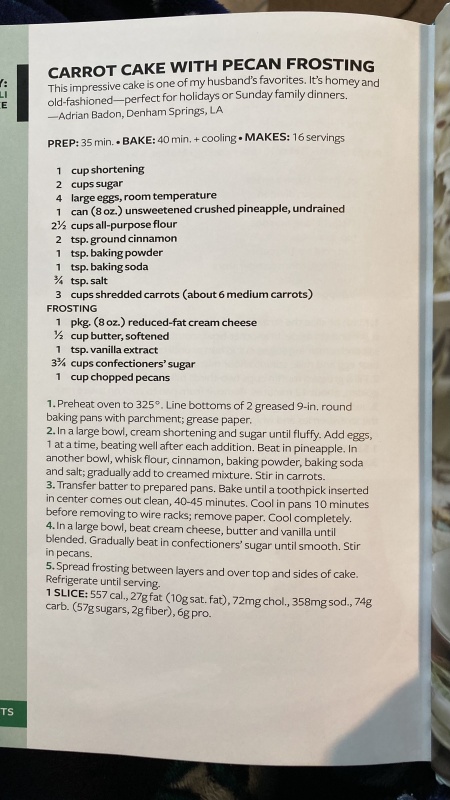 Y:
LI
E
CARROT CAKE WITH PECAN FROSTING
This impressive cake is one of my husband's favorites. It's homey and
old-fashioned—perfect for holidays or Sunday family dinners.
—Adrian Badon, Denham Springs, LA
PREP: 35 min. • BAKE: 40 min. + cooling • MAKES: 16 servings
1 cup shortening
2 cups sugar
4 large eggs, room temperature
1 can (8 oz.) unsweetened crushed pineapple, undrained
2½ cups all-purpose flour
2 tsp. ground cinnamon
1 tsp. baking powder
1 tsp. baking soda
¾ tsp. salt
3 cups shredded carrots (about 6 medium carrots)
FROSTING
1 pkg. (8 oz.) reduced-fat cream cheese
½ cup butter, softened
1 tsp. vanilla extract
3¾ cups confectioners' sugar
1 cup chopped pecans
1. Preheat oven to 325°. Line bottoms of 2 greased 9-in. round
baking pans with parchment; grease paper.
2. In a large bowl, cream shortening and sugar until fluffy. Add eggs,
1 at a time, beating well after each addition. Beat in pineapple. In
another bowl, whisk flour, cinnamon, baking powder, baking soda
and salt; gradually add to creamed mixture. Stir in carrots.
3. Transfer batter to prepared pans. Bake until a toothpick inserted
in center comes out clean, 40-45 minutes. Cool in pans 10 minutes
before removing to wire racks; remove paper. Cool completely.
4. In a large bowl, beat cream cheese, butter and vanilla until
blended. Gradually beat in confectioners' sugar until smooth. Stir
in pecans.
5. Spread frosting between layers and over top and sides of cake.
Refrigerate until serving.
1 SLICE: 557 cal., 27g fat (10g sat. fat), 72mg chol., 358mg sod., 74g
carb. (57g sugars, 2g fiber), 6g pro.
TS